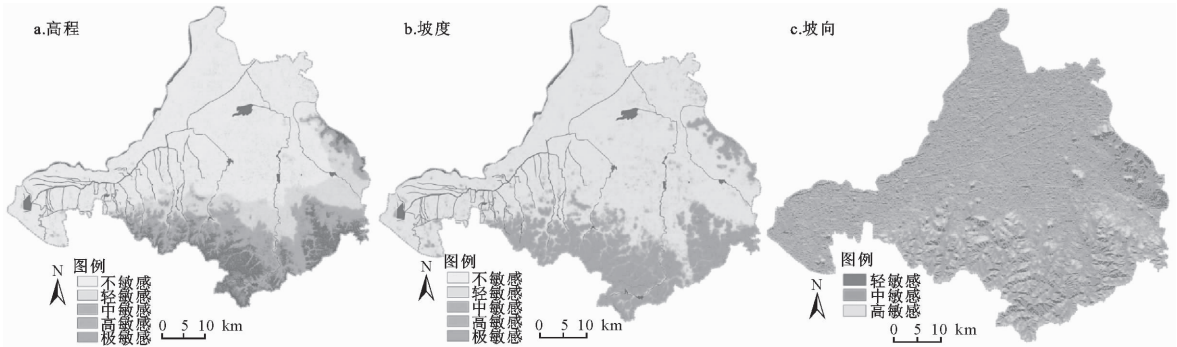 a.高程
N
图例
不敏感
轻敏感
中敏感
高敏感
极敏感
0 5 10 km
b.坡度
N
图例
不敏感
轻敏感
中敏感
高敏感
极敏感
0 5 10 km
c.坡向
N
图例
轻敏感
中敏感
高敏感
0 5 10 km